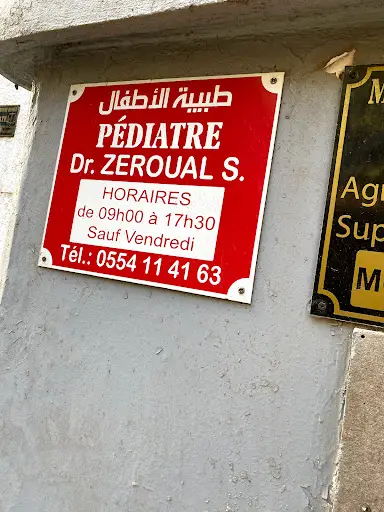 طبيبة الأطفال
PÉDIATRE
Dr. ZEROUAL S.
HORAIRES
de 09h00 à 17h30
Sauf Vendredi
Tél.: 0554 11 41 63